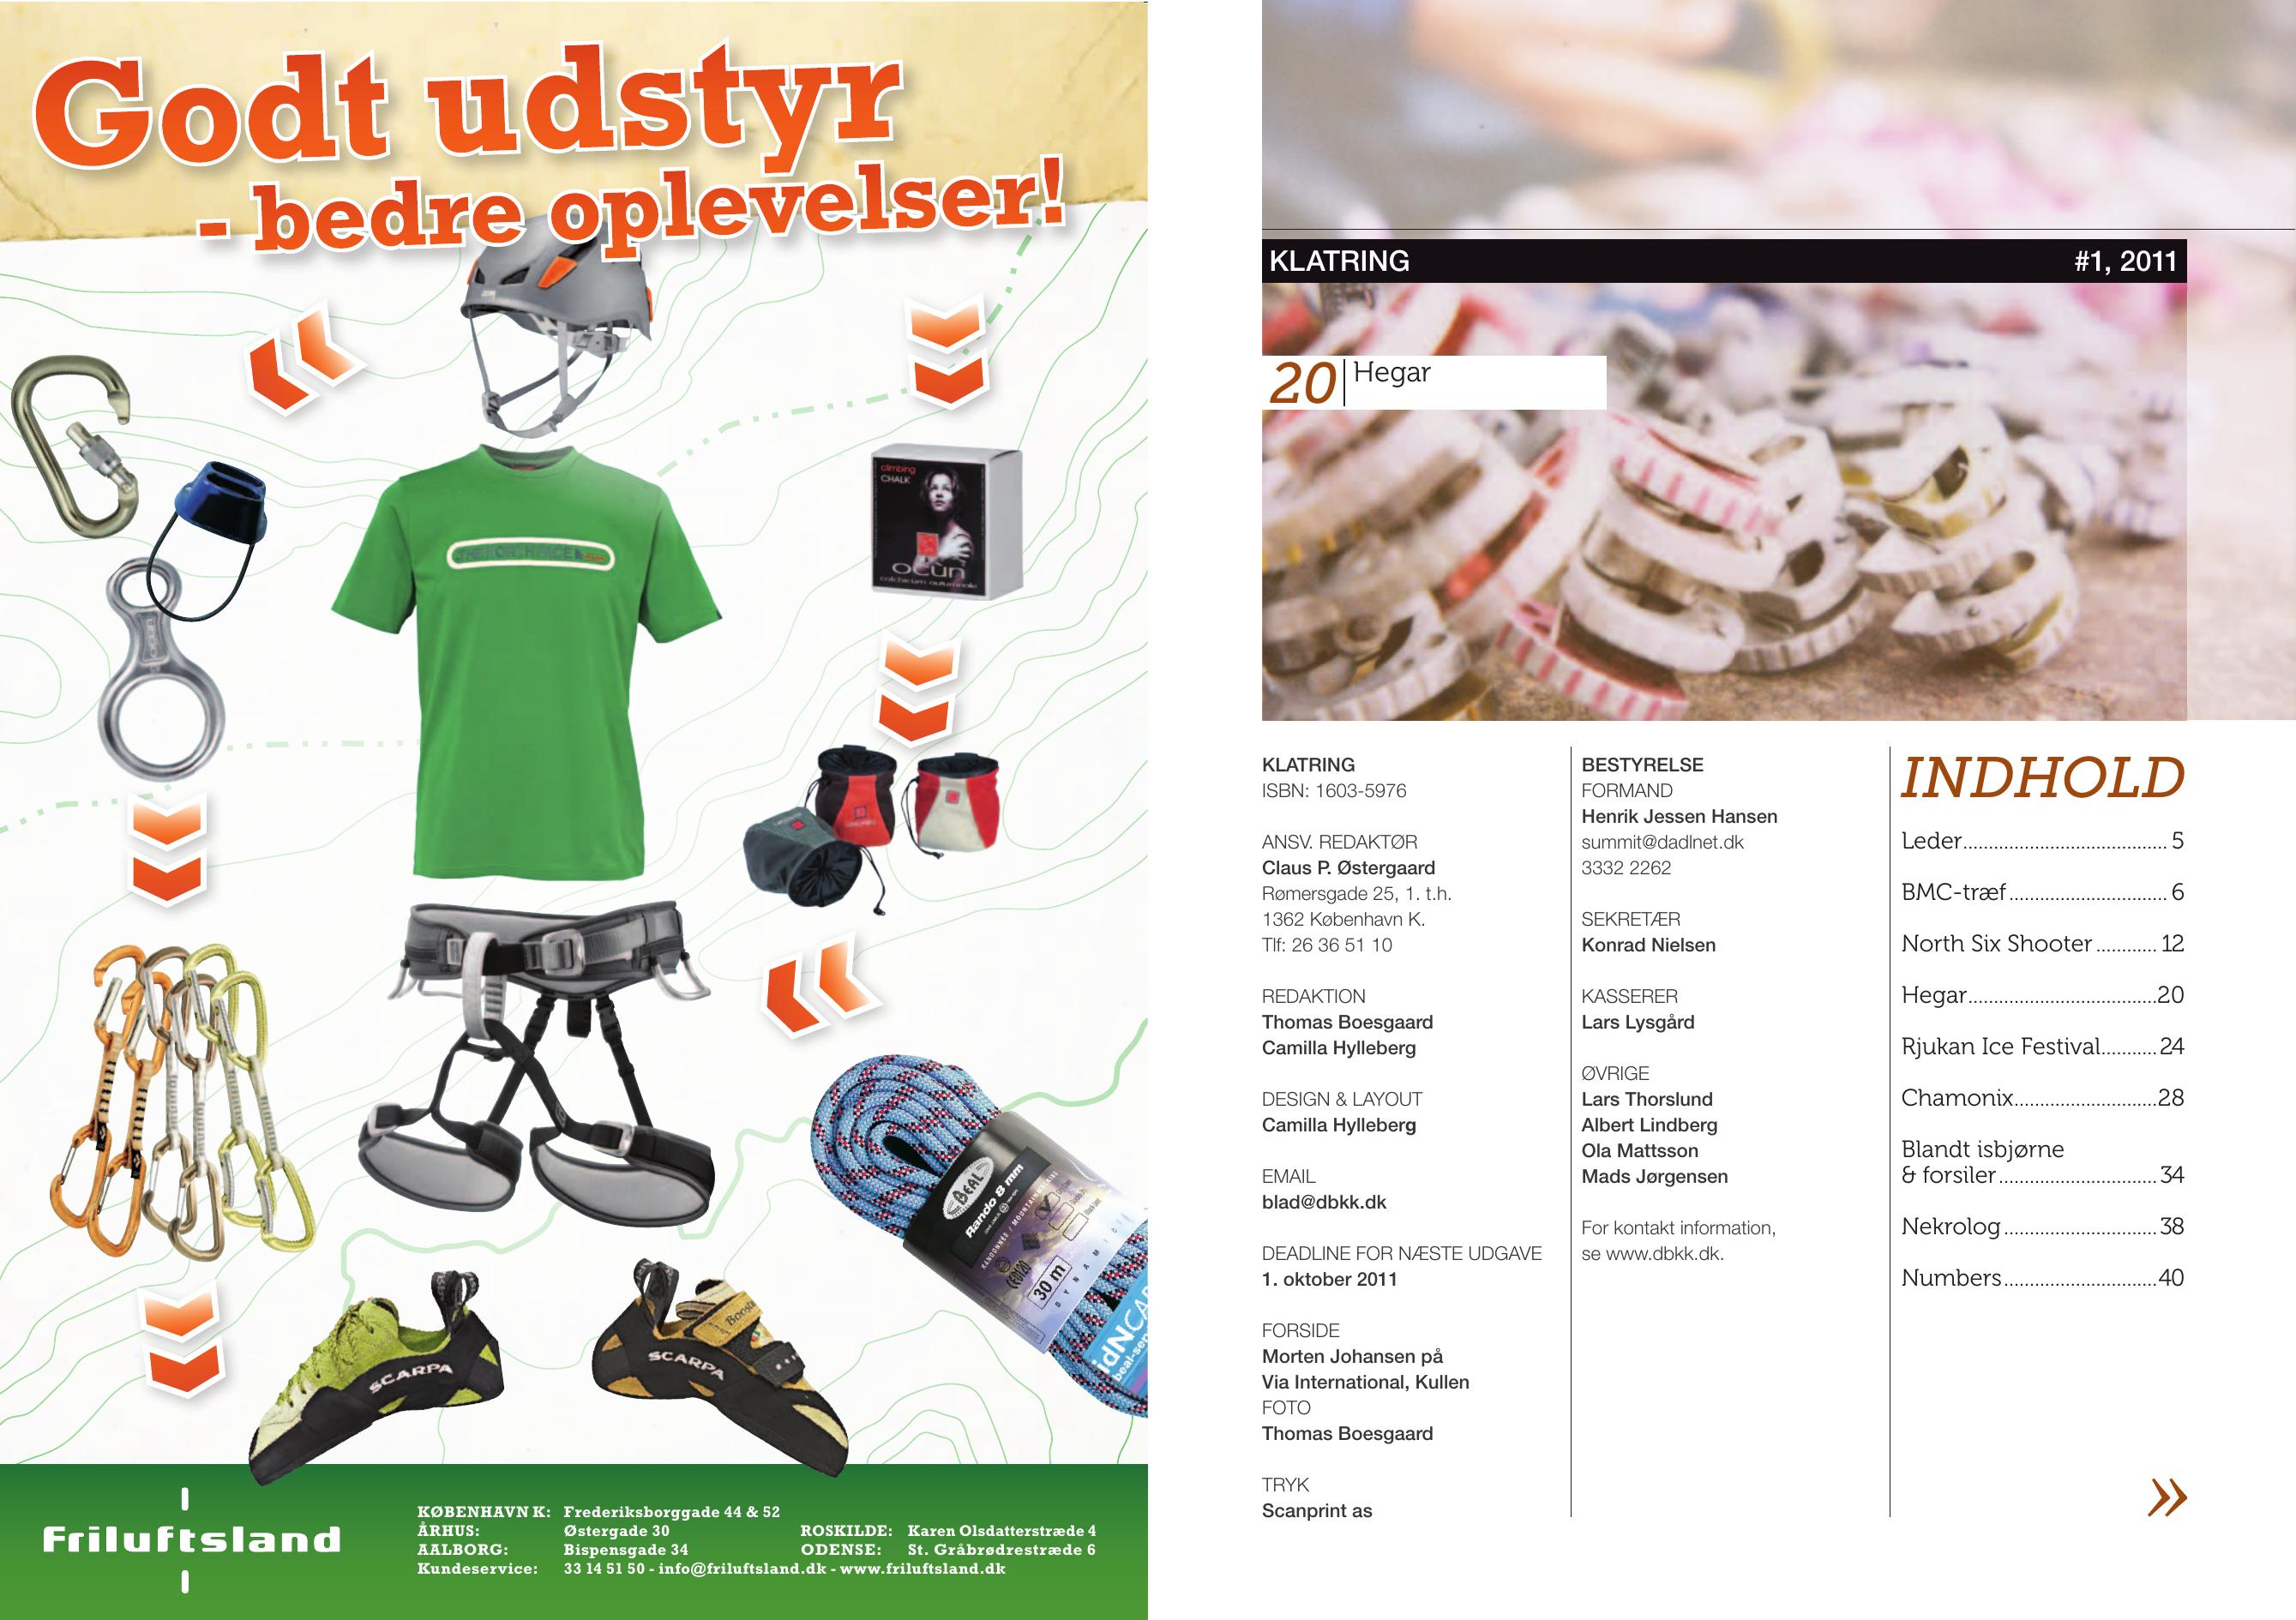 Godt udstyr
- bedre oplevelser!
climbing
CHALK
ocun
colchicum autumnale
BEAL
Rando 8 mm
RANDONNÉE / MOUNTAIN
30 m
DYNAMIC
SCARPA
SCARPA
Friluftsland
KØBENHAVN K: Frederiksborggade 44 & 52
ÅRHUS: Østergade 30
AALBORG: Bispensgade 34
ROSKILDE: Karen Olsdatterstræde 4
ODENSE: St. Gråbrødrestræde 6
Kundeservice: 33 14 51 50 - info@friluftsland.dk - www.friluftsland.dk
KLATRING #1, 2011
20 Hegar
KLATRING
ISBN: 1603-5976
ANSV. REDAKTØR
Claus P. Østergaard
Rømersgade 25, 1. t.h.
1362 København K.
Tlf: 26 36 51 10
REDAKTION
Thomas Boesgaard
Camilla Hylleberg
DESIGN & LAYOUT
Camilla Hylleberg
EMAIL
blad@dbkk.dk
DEADLINE FOR NÆSTE UDGAVE
1. oktober 2011
FORSIDE
Morten Johansen på
Via International, Kullen
FOTO
Thomas Boesgaard
TRYK
Scanprint as
BESTYRELSE
FORMAND
Henrik Jessen Hansen
summit@dadlnet.dk
3332 2262
SEKRETÆR
Konrad Nielsen
KASSERER
Lars Lysgård
ØVRIGE
Lars Thorslund
Albert Lindberg
Ola Mattsson
Mads Jørgensen
For kontakt information,
se www.dbkk.dk.
INDHOLD
Leder........................................ 5
BMC-træf............................... 6
North Six Shooter............ 12
Hegar.....................................20
Rjukan Ice Festival...........24
Chamonix............................28
Blandt isbjørne
& forsiler...............................34
Nekrolog..............................38
Numbers..............................40
»